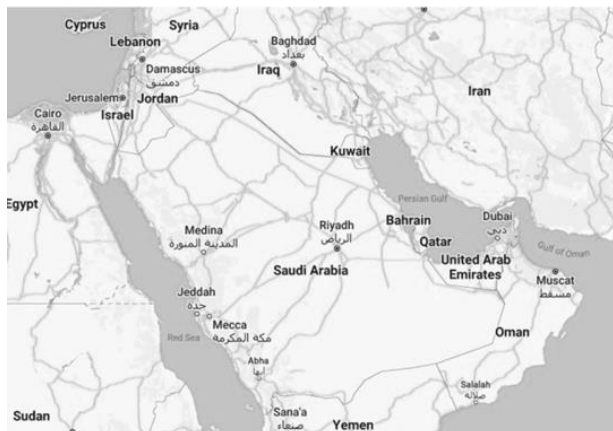 Cyprus
Syria
Lebanon
Baghdad
بغداد
Damascus
دمشق
Iraq
Iran
Jerusalem
Jordan
Israel
Cairo
القاهرة
Kuwait
Egypt
Persian Gulf
Medina
المدينة المنورة
Riyadh
الرياض
Bahrain
Dubai
دبي
Qatar
Gulf of Oman
Saudi Arabia
United Arab
Emirates
Muscat
مسقط
Jeddah
جدة
Mecca
مكة المكرمة
Red Sea
Oman
Abha
ابها
Salalah
صلالة
Sudan
Sana'a
صنعاء
Yemen